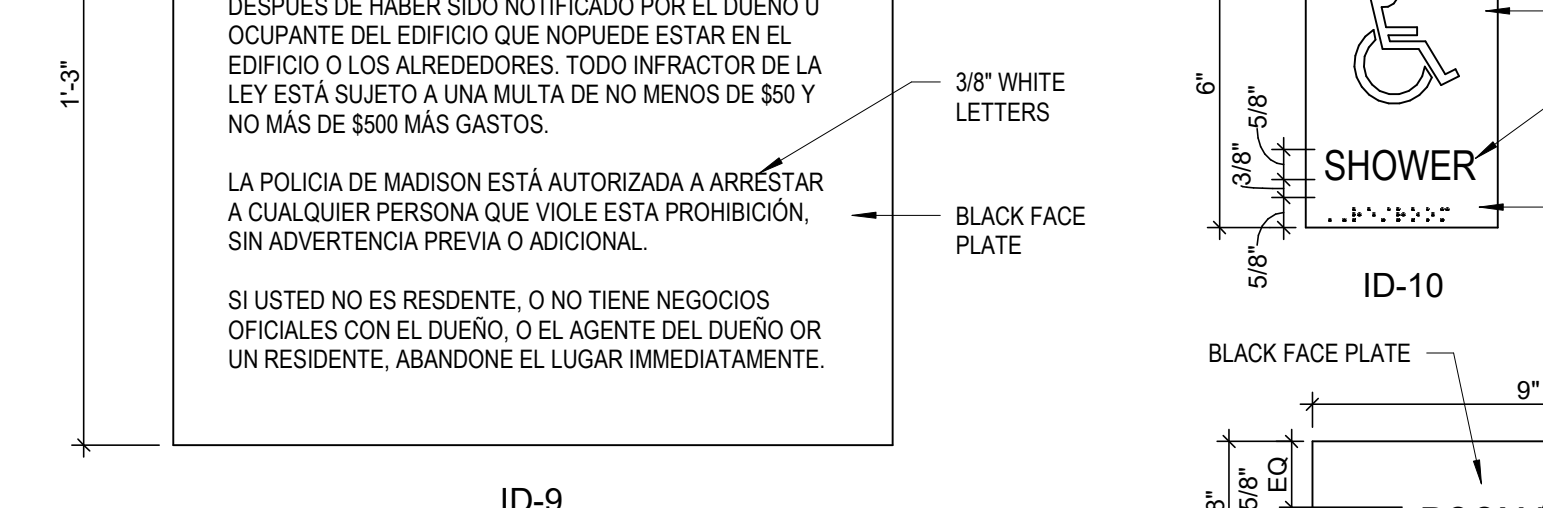 DESPUÉS DE HABER SIDO NOTIFICADO POR EL DUEÑO U
OCUPANTE DEL EDIFICIO QUE NOPUEDE ESTAR EN EL
EDIFICIO O LOS ALREDEDORES. TODO INFRACTOR DE LA
LEY ESTÁ SUJETO A UNA MULTA DE NO MENOS DE $50 Y
NO MÁS DE $500 MÁS GASTOS.
LA POLICIA DE MADISON ESTÁ AUTORIZADA A ARRESTAR
A CUALQUIER PERSONA QUE VIOLE ESTA PROHIBICIÓN,
SIN ADVERTENCIA PREVIA O ADICIONAL.
SI USTED NO ES RESDENTE, O NO TIENE NEGOCIOS
OFICIALES CON EL DUEÑO, O EL AGENTE DEL DUEÑO OR
UN RESIDENTE, ABANDONE EL LUGAR IMMEDIATAMENTE.
1'-3"
3/8" WHITE
LETTERS
BLACK FACE
PLATE
ID-9
6"
5/8"
3/8"
5/8"
SHOWER
ID-10
BLACK FACE PLATE
9"
EQ
5/8"